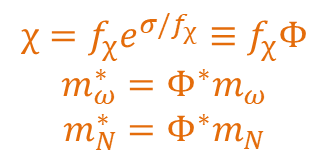 χ = f_χ e^{σ/f_χ} ≡ f_χ Φ
m_ω^* = Φ^* m_ω
m_N^* = Φ^* m_N